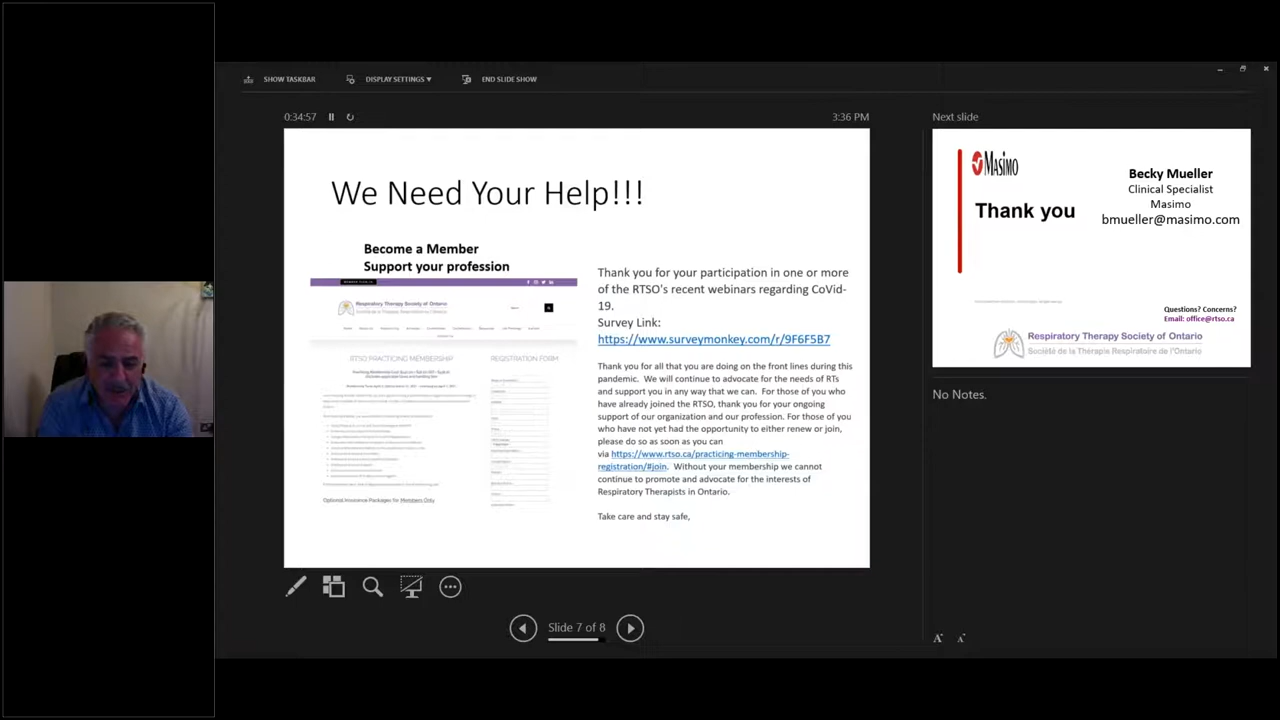 SHOW TASKBAR
DISPLAY SETTINGS ▼
END SLIDE SHOW
0:34:57
3:36 PM
We Need Your Help!!!
Become a Member
Support your profession
Respiratory Therapy Society of Ontario
RTSO PRACTICING MEMBERSHIP
REGISTRATION FORM
Optional Insurance Packages for Members Only
Thank you for your participation in one or more
of the RTSO's recent webinars regarding CoVid-
19.
Survey Link:
https://www.surveymonkey.com/r/9F6F5B7
Thank you for all that you are doing on the front lines during this
pandemic. We will continue to advocate for the needs of RTs
and support you in any way that we can. For those of you who
have already joined the RTSO, thank you for your ongoing
support of our organization and our profession. For those of you
who have not yet had the opportunity to either renew or join,
please do so as soon as you can
via https://www.rtso.ca/practicing-membership-
registration/#join. Without your membership we cannot
continue to promote and advocate for the interests of
Respiratory Therapists in Ontario.
Take care and stay safe,
Slide 7 of 8
Next slide
Masimo
Thank you
Becky Mueller
Clinical Specialist
Masimo
bmueller@masimo.com
Questions? Concerns?
Email: office@rtso.ca
Respiratory Therapy Society of Ontario
Société de la Thérapie Respiratoire de l'Ontario
No Notes.
A
A